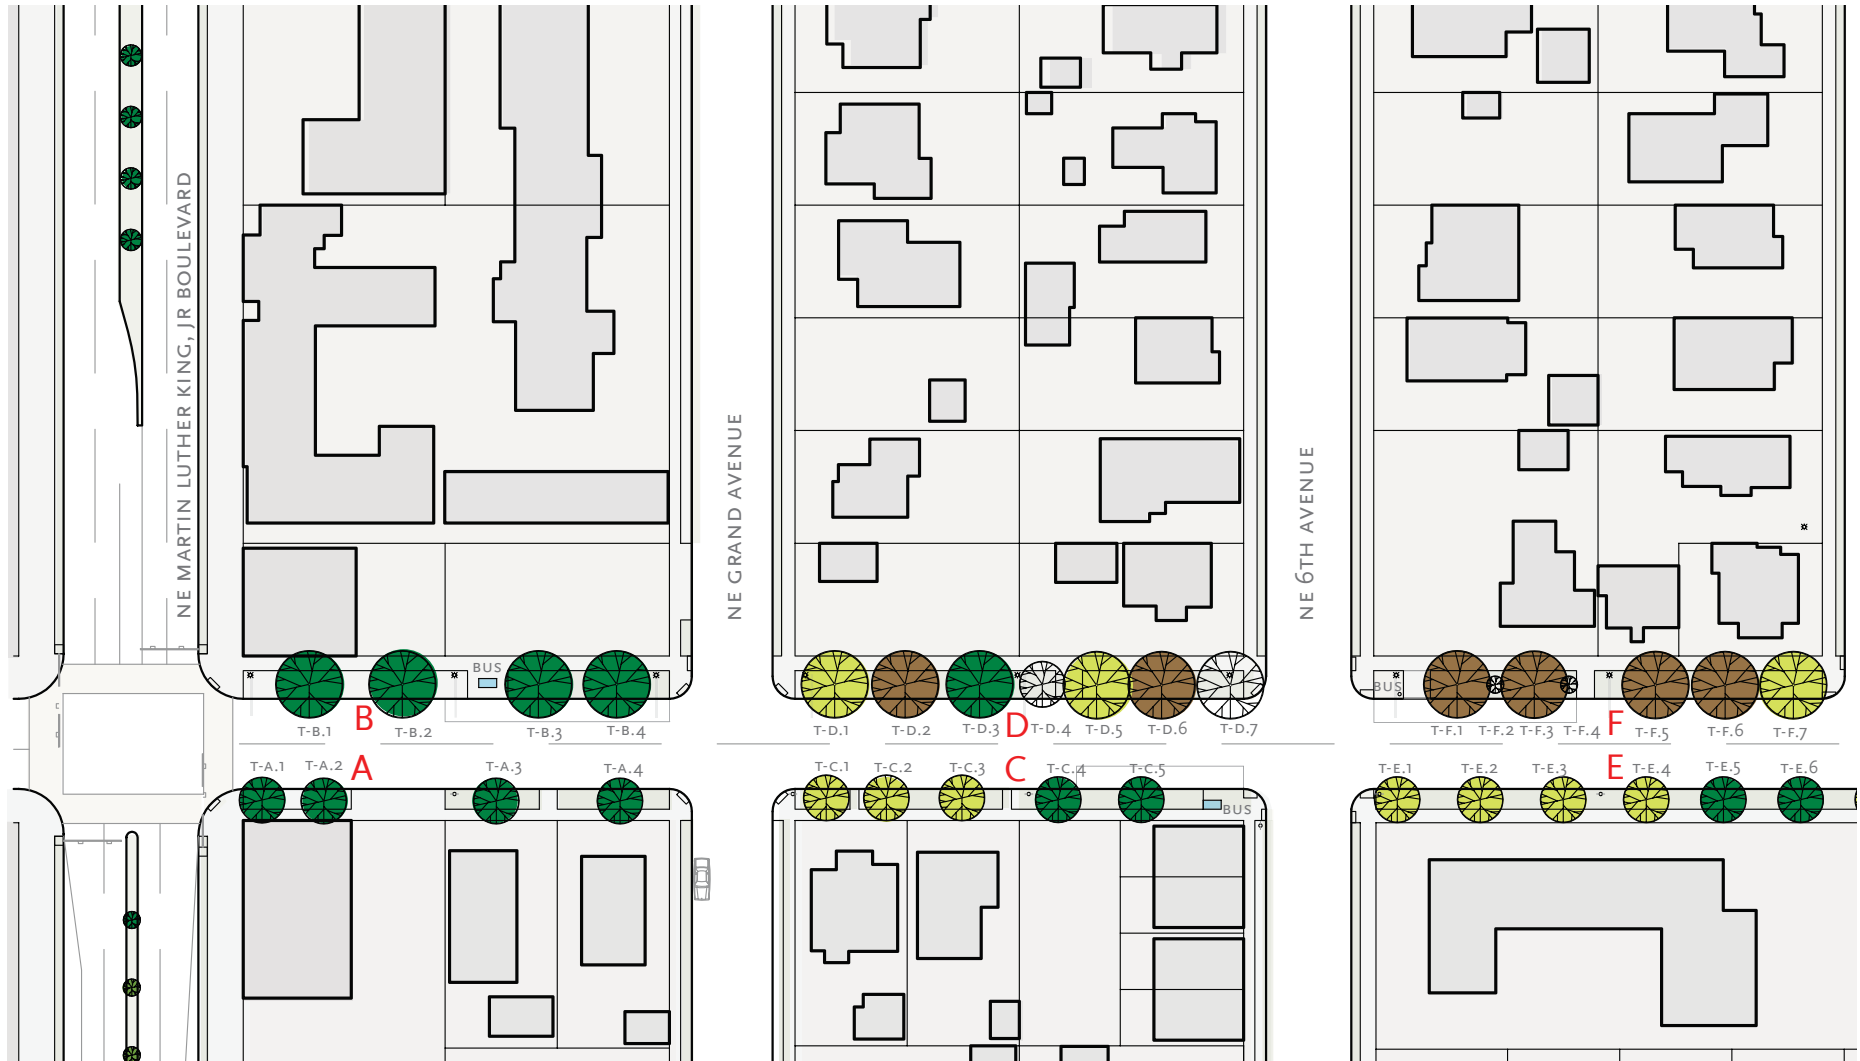 NE MARTIN LUTHER KING, JR BOULEVARD
NE GRAND AVENUE
NE 6TH AVENUE
BUS
BUS
B
D
F
T-B.1
T-B.2
T-B.3
T-B.4
T-D.1
T-D.2
T-D.3
T-D.4
T-D.5
T-D.6
T-D.7
T-F.1
T-F.2
T-F.3
T-F.4
T-F.5
T-F.6
T-F.7
A
C
E
T-A.1
T-A.2
T-A.3
T-A.4
T-C.1
T-C.2
T-C.3
T-C.4
T-C.5
T-E.1
T-E.2
T-E.3
T-E.4
T-E.5
T-E.6
BUS